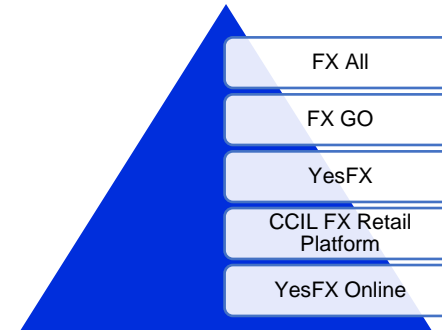 FX All
FX GO
YesFX
CCIL FX Retail
Platform
YesFX Online